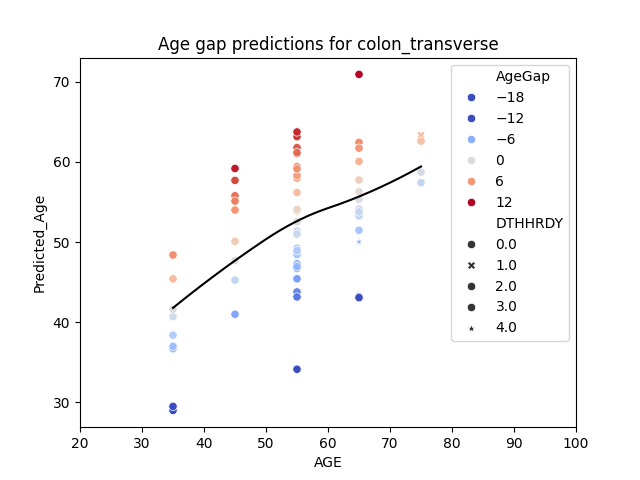 Age gap predictions for colon_transverse
Predicted_Age
70
60
50
40
30
20 30 40 50 60 70 80 90 100
AGE
AgeGap
−18
−12
−6
0
6
12
DTHHRDY
0.0
1.0
2.0
3.0
4.0